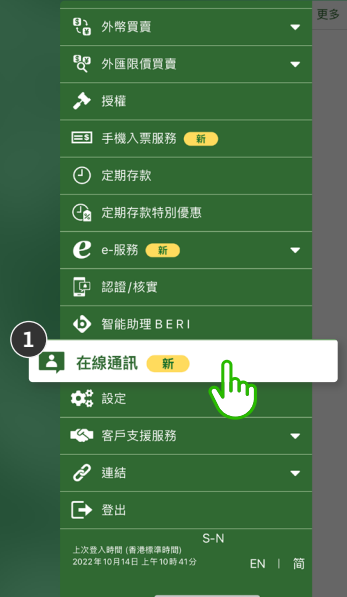 更多
外幣買賣
外匯限價買賣
授權
手機入票服務 新
定期存款
定期存款特別優惠
e-服務 新
認證/核實
智能助理 BERI
1
在線通訊 新
設定
客戶支援服務
連結
登出
S-N
上次登入時間 (香港標準時間)
2022年10月14日 上午10時41分
EN | 简